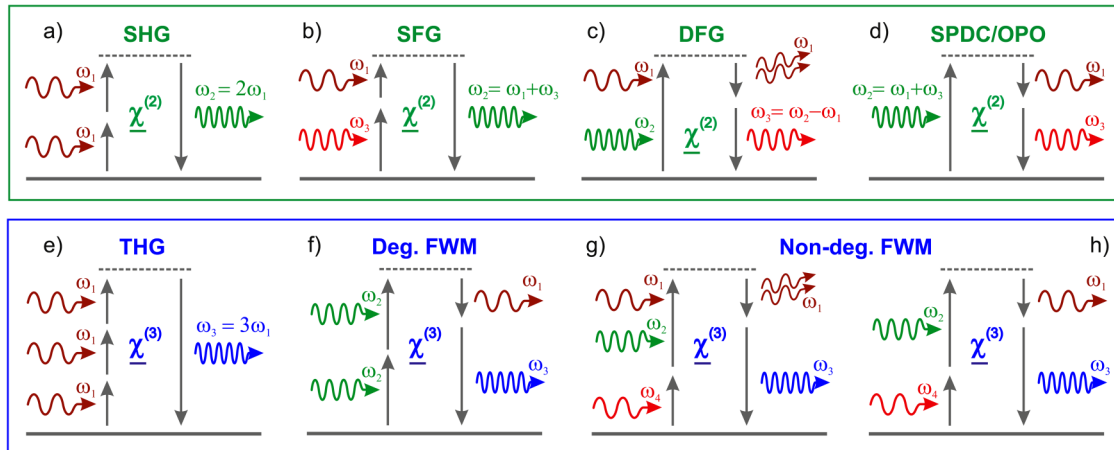 a) SHG
ω₁
ω₁
χ⁽²⁾
ω₂ = 2ω₁
b) SFG
ω₁
ω₃
χ⁽²⁾
ω₂= ω₁+ω₃
c) DFG
ω₁
ω₂
χ⁽²⁾
ω₁
ω₃= ω₂−ω₁
d) SPDC/OPO
ω₂= ω₁+ω₃
χ⁽²⁾
ω₁
ω₃
e) THG
ω₁
ω₁
ω₁
χ⁽³⁾
ω₃ = 3ω₁
f) Deg. FWM
ω₂
ω₂
χ⁽³⁾
ω₁
ω₃
g) Non-deg. FWM h)
ω₁
ω₂
ω₄
χ⁽³⁾
ω₁
ω₃
ω₂
ω₄
χ⁽³⁾
ω₁
ω₃